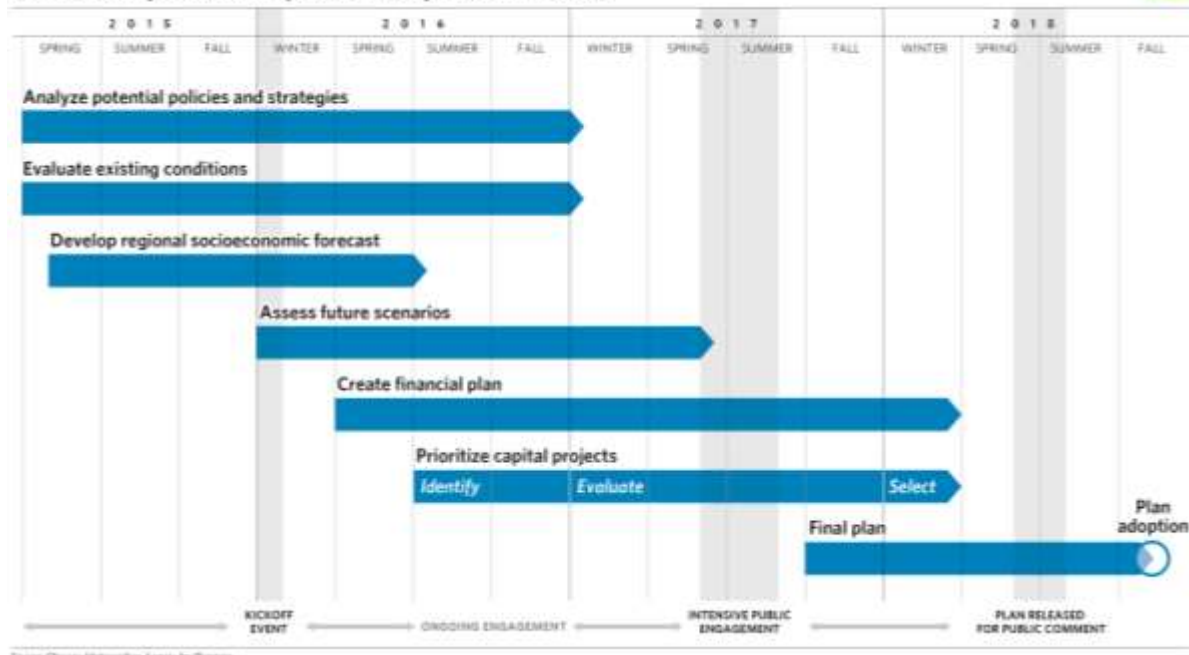 2 0 1 5 2 0 1 6 2 0 1 7 2 0 1 8
SPRING SUMMER FALL WINTER SPRING SUMMER FALL WINTER SPRING SUMMER FALL WINTER SPRING SUMMER FALL
Analyze potential policies and strategies
Evaluate existing conditions
Develop regional socioeconomic forecast
Assess future scenarios
Create financial plan
Prioritize capital projects
Identify Evaluate Select
Final plan
Plan
adoption
KICKOFF
EVENT
ONGOING ENGAGEMENT
INTENSIVE PUBLIC
ENGAGEMENT
PLAN RELEASED
FOR PUBLIC COMMENT